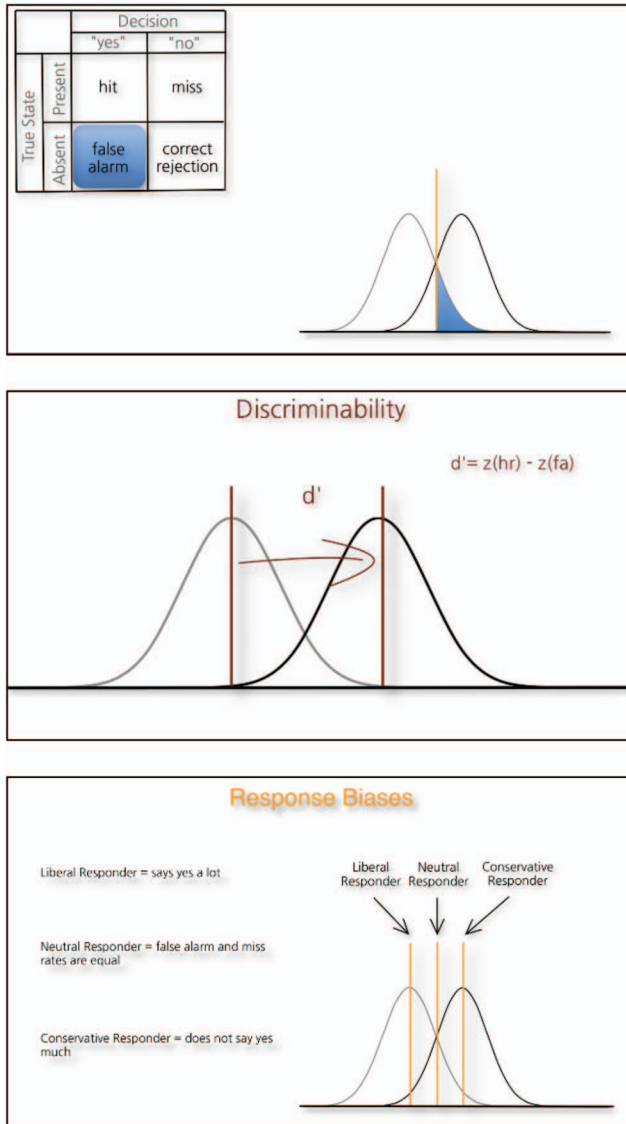 Decision
"yes" "no"
True State
Present
hit miss
Absent
false correct
alarm rejection
Discriminability
d'= z(hr) - z(fa)
d'
Response Biases
Liberal Responder = says yes a lot
Liberal Neutral Conservative
Responder Responder Responder
Neutral Responder = false alarm and miss
rates are equal
Conservative Responder = does not say yes
much